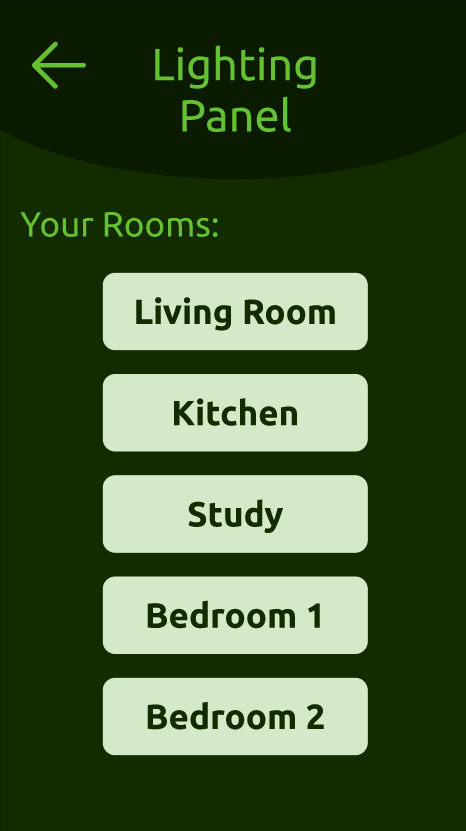 Lighting
Panel
Your Rooms:
Living Room
Kitchen
Study
Bedroom 1
Bedroom 2